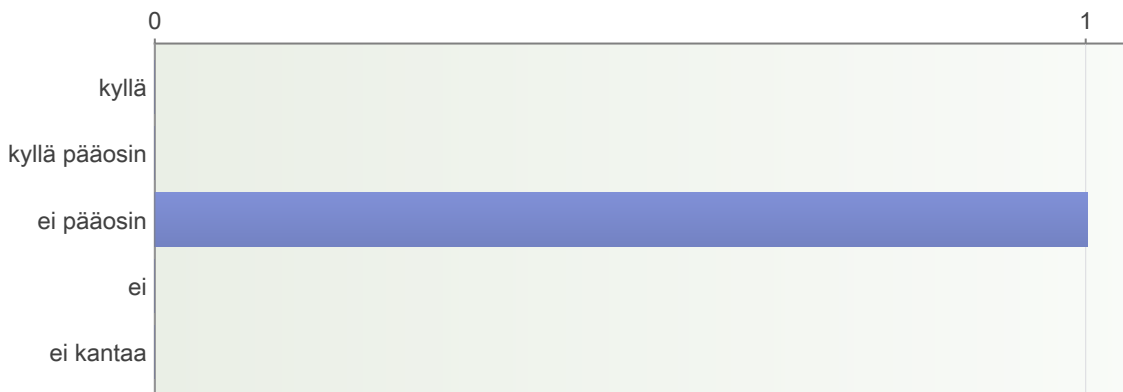 0 1
kyllä
kyllä pääosin
ei pääosin
ei
ei kantaa